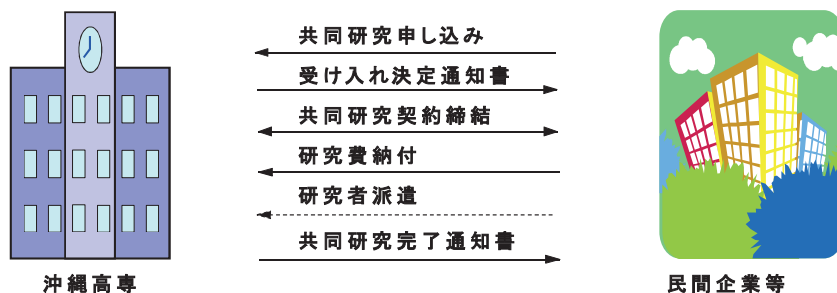 共同研究申し込み
受け入れ決定通知書
共同研究契約締結
研究費納付
研究者派遣
共同研究完了通知書
沖縄高専
民間企業等